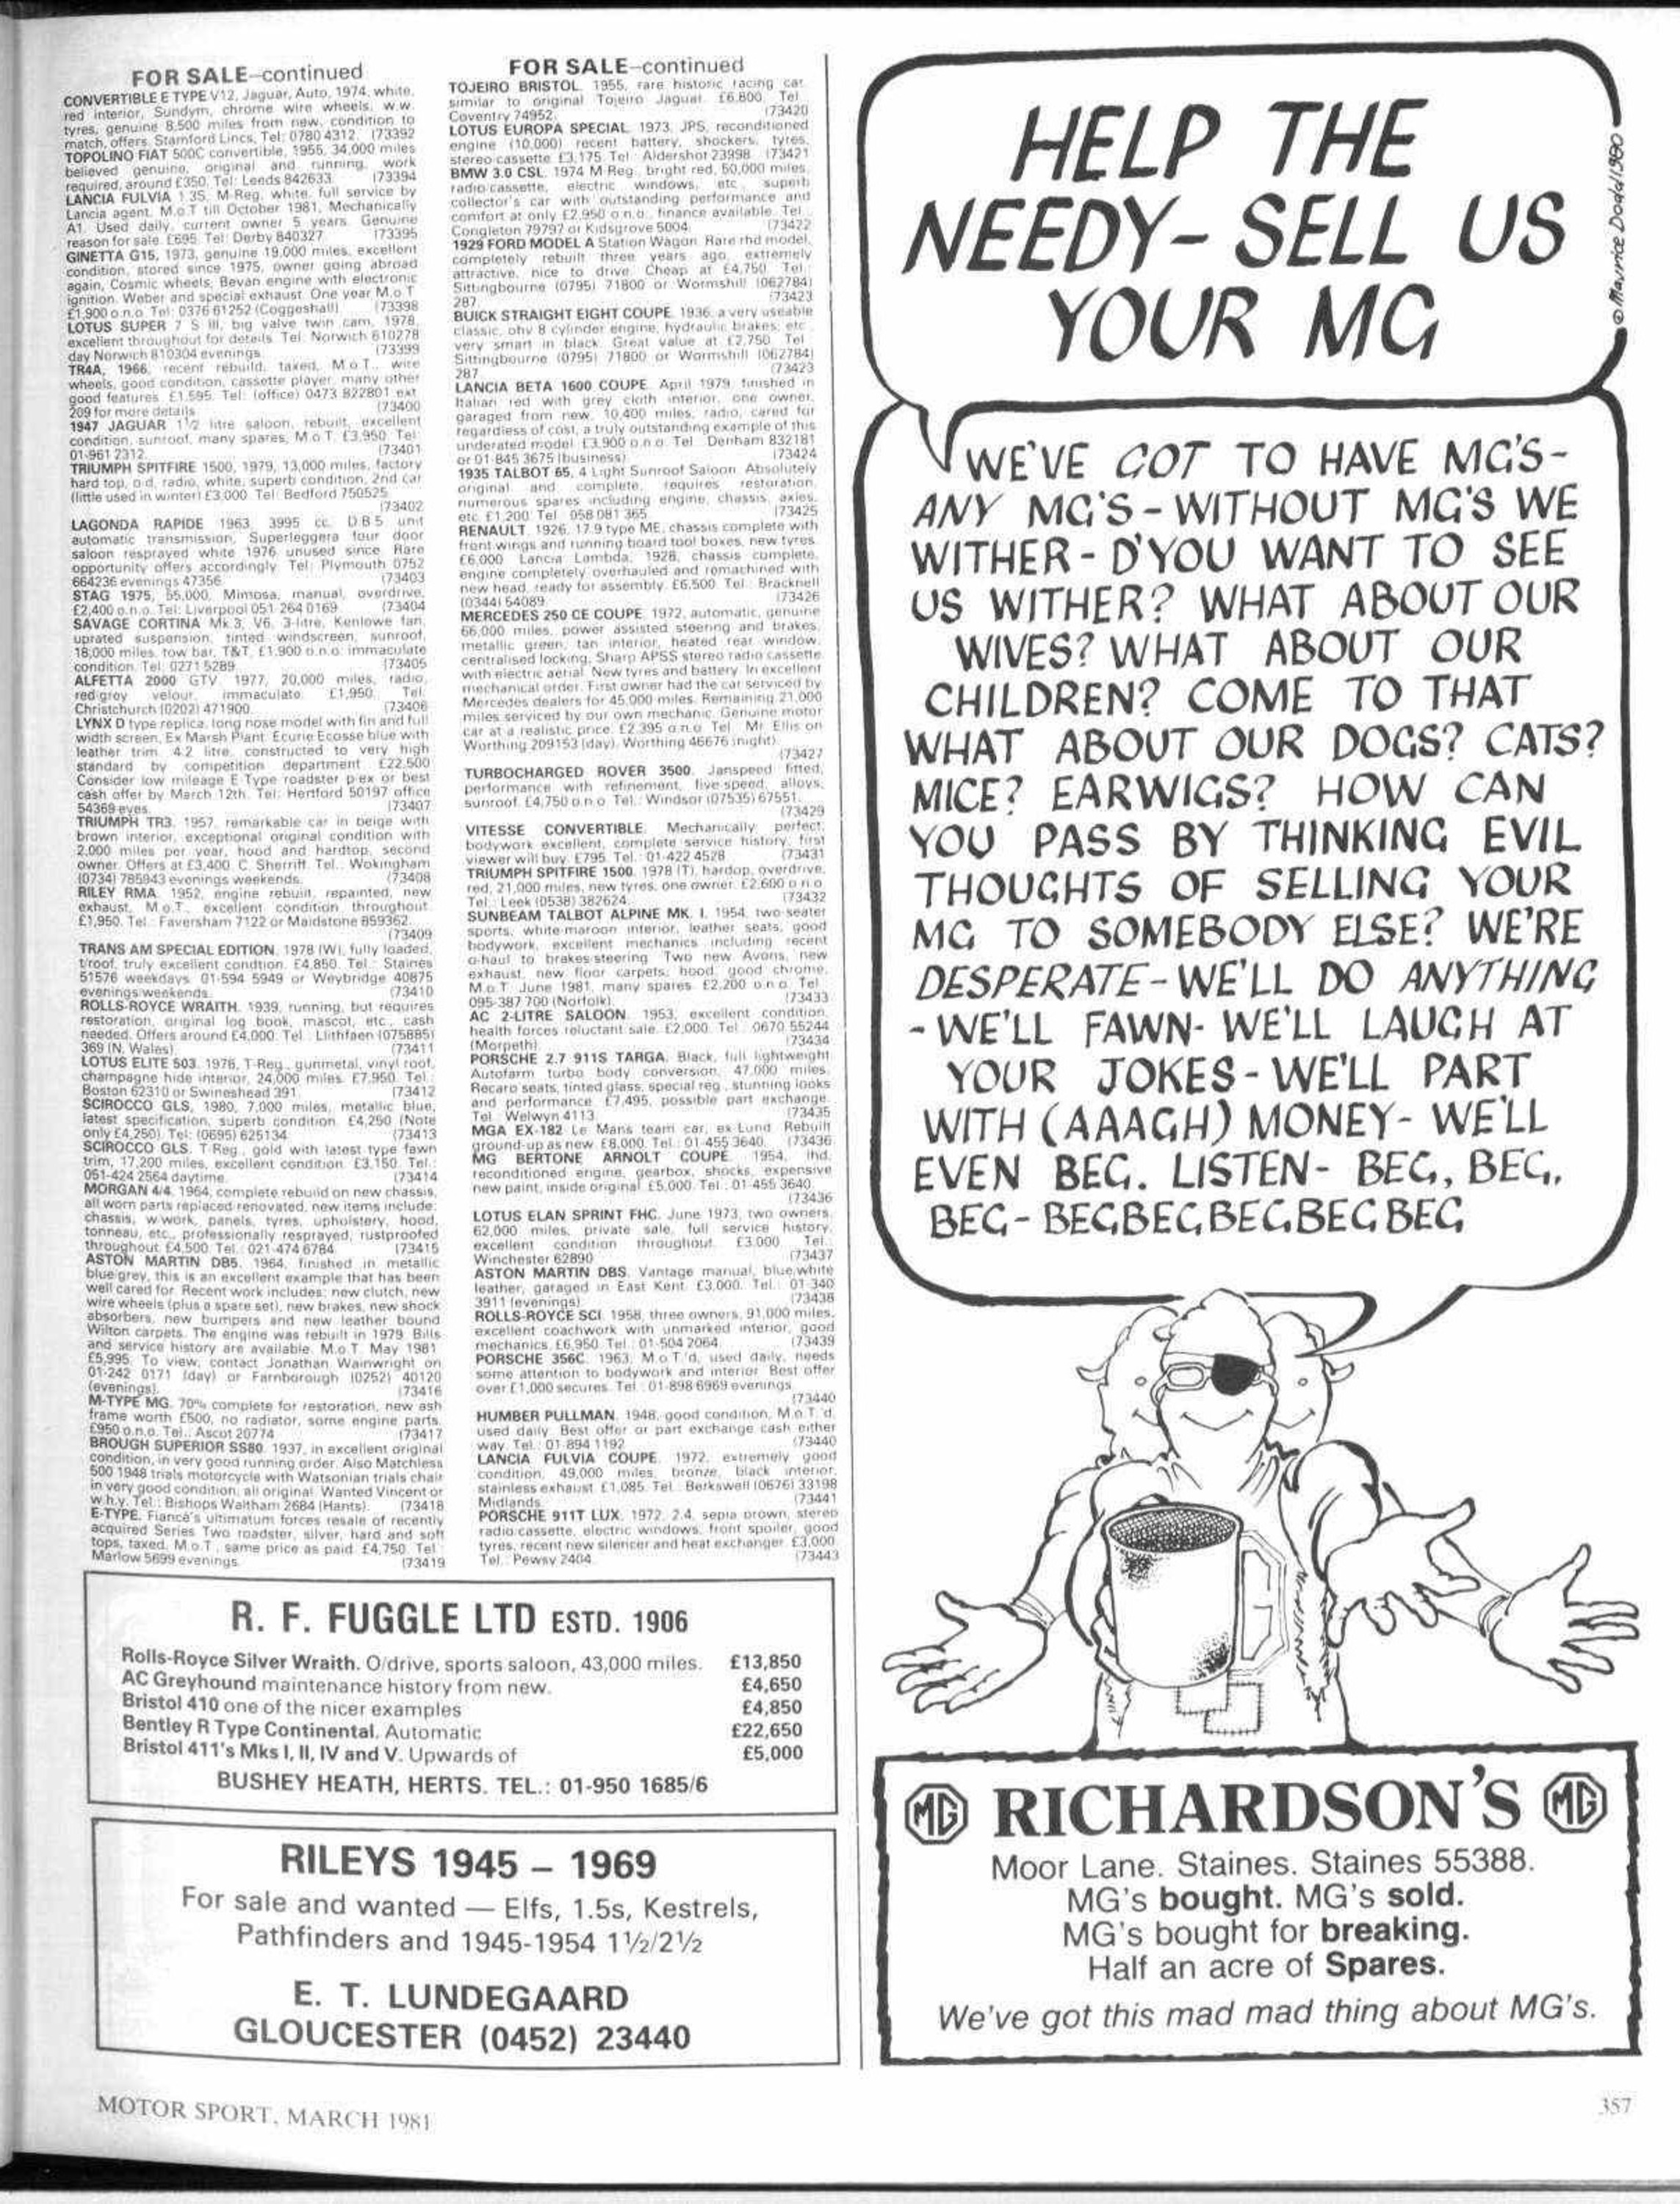 FOR SALE–continued
CONVERTIBLE E TYPE V12, Jaguar, Auto, 1974, white,
red interior, Sundym, chrome wire wheels, w.w.
tyres, genuine 8,500 miles from new, condition to
match, offers. Stamford Lincs, Tel: 0780 4312. (73392
TOPOLINO FIAT 500C convertible, 1955, 34,000 miles
believed genuine, original and running, work
required, around £350. Tel: Leeds 842633. (73394
LANCIA FULVIA 1.3S, M-Reg, white, full service by
Lancia agent, M.o.T till October 1981, Mechanically
A1. Used daily, current owner 5 years. Genuine
reason for sale. £695. Tel: Derby 840327. (73395
GINETTA G15, 1973, genuine 19,000 miles, excellent
condition, stored since 1975, owner going abroad
again, Cosmic wheels, Bevan engine with electronic
ignition. Weber and special exhaust. One year M.o.T
£1,900 o.n.o. Tel: 0376 61252 (Coggeshall) (73398
LOTUS SUPER 7 S III, big valve twin cam, 1978,
excellent throughout for details. Tel: Norwich 610278
day Norwich 810304 evenings. (73399
TR4A, 1966, recent rebuild, taxed, M.o.T., wire
wheels, good condition, cassette player, many other
good features. £1,595. Tel: (office) 0473 822801 ext
209 for more details (73400
1947 JAGUAR 1½ litre saloon, rebuilt, excellent
condition, sunroof, many spares, M.o.T. £3,950. Tel:
01-961 2312. (73401
TRIUMPH SPITFIRE 1500, 1979, 13,000 miles, factory
hard top, o.d, radio, white, superb condition, 2nd car
(little used in winter) £3,000. Tel: Bedford 750525.
(73402
LAGONDA RAPIDE 1963, 3995 cc. D.B.5 unit
automatic transmission, Superleggera four door
saloon resprayed white 1976 unused since. Rare
opportunity offers accordingly. Tel: Plymouth 0752
664236 evenings 47356. (73403
STAG 1975, 55,000, Mimosa, manual, overdrive,
£2,400 o.n.o. Tel: Liverpool 051-264 0169. (73404
SAVAGE CORTINA Mk.3, V6, 3-litre, Kenlowe fan,
uprated suspension, tinted windscreen, sunroof,
18,000 miles, tow bar, T&T, £1,900 o.n.o. immaculate
condition. Tel: 0271 5289. (73405
ALFETTA 2000 GTV 1977, 20,000 miles, radio,
red/grey velour, immaculate. £1,950. Tel:
Christchurch (0202) 471900. (73406
LYNX D type replica, long nose model with fin and full
width screen, Ex Marsh Plant. Ecurie Ecosse blue with
leather trim. 4.2 litre, constructed to very high
standard by competition department. £22,500
Consider low mileage E-Type roadster p/ex or best
cash offer by March 12th. Tel: Hertford 50197 office
54369 eves. (73407
TRIUMPH TR3. 1957, remarkable car in beige with
brown interior, exceptional original condition with
2,000 miles per year, hood and hardtop, second
owner. Offers at £3,400. C. Sherriff. Tel.: Wokingham
(0734) 785943 evenings weekends. (73408
RILEY RMA. 1952, engine rebuilt, repainted, new
exhaust, M.o.T., excellent condition throughout.
£1,950. Tel.: Faversham 7122 or Maidstone 859362.
(73409
TRANS AM SPECIAL EDITION. 1978 (W), fully loaded,
t/roof, truly excellent condtion. £4,850. Tel.: Staines
51576 weekdays. 01-594 5949 or Weybridge 40875
evenings/weekends. (73410
ROLLS-ROYCE WRAITH. 1939, running, but requires
restoration, original log book, mascot, etc., cash
needed. Offers around £4,000. Tel.: Llithfaen (075885)
369 (N. Wales). (73411
LOTUS ELITE 503. 1978, T-Reg., gunmetal, vinyl roof,
champagne hide interior, 24,000 miles. £7,950. Tel.:
Boston 62310 or Swineshead 391. (73412
SCIROCCO GLS, 1980, 7,000 miles, metallic blue,
latest specification, superb condition. £4,250 (Note
only £4,250). Tel: (0695) 625134. (73413
SCIROCCO GLS. T-Reg., gold with latest type fawn
trim, 17,200 miles, excellent condition. £3,150. Tel.:
051-424 2564 daytime. (73414
MORGAN 4/4. 1964, complete rebuild on new chassis,
all worn parts replaced/renovated, new items include:
chassis, w/work, panels, tyres, upholstery, hood,
tonneau, etc., professionally resprayed, rustproofed
throughout. £4,500. Tel.: 021-474 6784. (73415
ASTON MARTIN DB5. 1964, finished in metallic
blue/grey, this is an excellent example that has been
well cared for. Recent work includes: new clutch, new
wire wheels (plus a spare set), new brakes, new shock
absorbers, new bumpers and new leather bound
Wilton carpets. The engine was rebuilt in 1979. Bills
and service history are available. M.o.T. May 1981.
£5,995. To view, contact Jonathan Wainwright on
01-242 0171 (day) or Farnborough (0252) 40120
(evenings). (73416
M-TYPE MG. 70% complete for restoration, new ash
frame worth £500, no radiator, some engine parts.
£950 o.n.o. Tel.: Ascot 20774 (73417
BROUGH SUPERIOR SS80. 1937, in excellent original
condition, in very good running order. Also Matchless
500 1948 trials motorcycle with Watsonian trials chair
in very good condition, all original. Wanted Vincent or
w.h.y. Tel.: Bishops Waltham 2684 (Hants). (73418
E-TYPE. Fiancé's ultimatum forces resale of recently
acquired Series Two roadster, silver, hard and soft
tops, taxed, M.o.T., same price as paid. £4,750. Tel.:
Marlow 5699 evenings. (73419
FOR SALE–continued
TOJEIRO BRISTOL. 1955, rare historic racing car,
similar to original Tojeiro Jaguar. £6,800. Tel.:
Coventry 74952. (73420
LOTUS EUROPA SPECIAL. 1973, JPS, reconditioned
engine (10,000) recent battery, shockers, tyres,
stereo cassette. £3,175. Tel.: Aldershot 23998. (73421
BMW 3.0 CSL. 1974 M-Reg., bright red, 50,000 miles,
radio/cassette, electric windows, etc., superb
collector's car with outstanding performance and
comfort at only £2,950 o.n.o., finance available. Tel.:
Congleton 79797 or Kidsgrove 5004. (73422
1929 FORD MODEL A Station Wagon. Rare rhd model,
completely rebuilt three years ago, extremely
attractive, nice to drive. Cheap at £4,750. Tel.:
Sittingbourne (0795) 71800 or Wormshill (062784)
287. (73423
BUICK STRAIGHT EIGHT COUPE. 1936, a very useable
classic, ohv 8 cylinder engine, hydraulic brakes, etc.,
very smart in black. Great value at £2,750. Tel.:
Sittingbourne (0795) 71800 or Wormshill (062784)
287. (73423
LANCIA BETA 1600 COUPE. April 1979, finished in
Italian red with grey cloth interior, one owner,
garaged from new, 10,400 miles, radio, cared for
regardless of cost, a truly outstanding example of this
underated model. £3,900 o.n.o. Tel.: Denham 832181
or 01-845 3675 (business). (73424
1935 TALBOT 65, 4 Light Sunroof Saloon. Absolutely
original and complete, requires restoration,
numerous spares including engine, chassis, axles,
etc. £1,200. Tel.: 058 081 365. (73425
RENAULT. 1926, 17.9 type ME, chassis complete with
front wings and running board tool boxes, new tyres.
£6,000. Lancia Lambda, 1928, chassis complete,
engine completely overhauled and remachined with
new head, ready for assembly. £6,500. Tel.: Bracknell
(0344) 54089. (73426
MERCEDES 250 CE COUPE. 1972, automatic, genuine
66,000 miles, power assisted steering and brakes,
metallic green, tan interior, heated rear window,
centralised locking, Sharp APSS stereo radio cassette
with electric aerial. New tyres and battery. In excellent
mechanical order. First owner had the car serviced by
Mercedes dealers for 45,000 miles. Remaining 21,000
miles serviced by our own mechanic. Genuine motor
car at a realistic price. £2,395 o.n.o. Tel.: Mr. Ellis on
Worthing 209153 (day), Worthing 46676 (night).
(73427
TURBOCHARGED ROVER 3500. Janspeed fitted,
performance with refinement, five-speed, alloys,
sunroof. £4,750 o.n.o. Tel.: Windsor (07535) 67551.
(73429
VITESSE CONVERTIBLE. Mechanically perfect,
bodywork excellent, complete service history, first
viewer will buy. £795. Tel.: 01-422 4528. (73431
TRIUMPH SPITFIRE 1500. 1978 (T), hardop, overdrive,
red, 21,000 miles, new tyres, one owner. £2,600 o.n.o.
Tel.: Leek (0538) 382624. (73432
SUNBEAM TALBOT ALPINE MK. I. 1954, two-seater
sports, white/maroon interior, leather seats, good
bodywork, excellent mechanics including recent
o-haul to brakes/steering. Two new Avons, new
exhaust, new floor carpets, hood, good chrome,
M.o.T. June 1981, many spares. £2,200 o.n.o. Tel.:
095-387 700 (Norfolk). (73433
AC 2-LITRE SALOON. 1953, excellent condition,
health forces reluctant sale. £2,000. Tel.: 0670 55244
(Morpeth). (73434
PORSCHE 2.7 911S TARGA. Black, full lightweight
Autofarm turbo body conversion, 47,000 miles,
Recaro seats, tinted glass, special reg., stunning looks
and performance. £7,495, possible part exchange.
Tel.: Welwyn 4113. (73435
MGA EX-182 Le Mans team car, ex Lund. Rebuilt
ground-up as new. £8,000. Tel.: 01-455 3640. (73436
MG BERTONE ARNOLT COUPE. 1954, lhd,
reconditioned engine, gearbox, shocks, expensive
new paint, inside original. £5,000. Tel.: 01-455 3640.
(73436
LOTUS ELAN SPRINT FHC. June 1973, two owners,
62,000 miles, private sale, full service history,
excellent condition throughout. £3,000. Tel.:
Winchester 62890. (73437
ASTON MARTIN DBS. Vantage manual, blue/white
leather, garaged in East Kent. £3,000. Tel.: 01-340
3911 (evenings). (73438
ROLLS-ROYCE SCI. 1958, three owners, 91,000 miles,
excellent coachwork with unmarked interior, good
mechanics. £6,950. Tel.: 01-504 2064. (73439
PORSCHE 356C. 1963, M.o.T.'d, used daily, needs
some attention to bodywork and interior. Best offer
over £1,000 secures. Tel.: 01-898 6969 evenings.
(73440
HUMBER PULLMAN. 1948, good condition, M.o.T.'d,
used daily. Best offer or part exchange cash either
way. Tel.: 01-894 1192. (73440
LANCIA FULVIA COUPE. 1972, extremely good
condition, 49,000 miles, bronze, black interior,
stainless exhaust. £1,085. Tel.: Berkswell (0676) 33198
Midlands. (73441
PORSCHE 911T LUX. 1972, 2.4, sepia brown, stereo
radio/cassette, electric windows, front spoiler, good
tyres, recent new silencer and heat exchanger. £3,000.
Tel.: Pewsy 2404. (73443
R. F. FUGGLE LTD ESTD. 1906
Rolls-Royce Silver Wraith. O/drive, sports saloon, 43,000 miles. £13,850
AC Greyhound maintenance history from new. £4,650
Bristol 410 one of the nicer examples £4,850
Bentley R Type Continental. Automatic £22,650
Bristol 411's Mks I, II, IV and V. Upwards of £5,000
BUSHEY HEATH, HERTS. TEL.: 01-950 1685/6
RILEYS 1945 – 1969
For sale and wanted — Elfs, 1.5s, Kestrels,
Pathfinders and 1945-1954 1½/2½
E. T. LUNDEGAARD
GLOUCESTER (0452) 23440
HELP THE
NEEDY- SELL US
YOUR MG
© Maurice Dodd 1980
WE'VE GOT TO HAVE MG'S-
ANY MG'S - WITHOUT MG'S WE
WITHER - D'YOU WANT TO SEE
US WITHER? WHAT ABOUT OUR
WIVES? WHAT ABOUT OUR
CHILDREN? COME TO THAT
WHAT ABOUT OUR DOGS? CATS?
MICE? EARWIGS? HOW CAN
YOU PASS BY THINKING EVIL
THOUGHTS OF SELLING YOUR
MG TO SOMEBODY ELSE? WE'RE
DESPERATE - WE'LL DO ANYTHING
- WE'LL FAWN- WE'LL LAUGH AT
YOUR JOKES - WE'LL PART
WITH (AAAGH) MONEY- WE'LL
EVEN BEG. LISTEN- BEG, BEG,
BEG - BEGBEGBEGBEGBEG
MG RICHARDSON'S MG
Moor Lane. Staines. Staines 55388.
MG's bought. MG's sold.
MG's bought for breaking.
Half an acre of Spares.
We've got this mad mad thing about MG's.
MOTOR SPORT, MARCH 1981
357